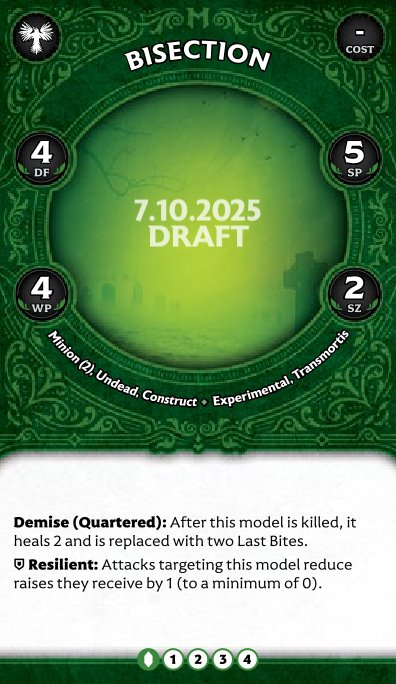 -
COST
BISECTION
4
DF
5
SP
7.10.2025
DRAFT
4
WP
2
SZ
Minion (2), Undead, Construct • Experimental, Transmortis
Demise (Quartered): After this model is killed, it
heals 2 and is replaced with two Last Bites.
Resilient: Attacks targeting this model reduce
raises they receive by 1 (to a minimum of 0).
1 2 3 4